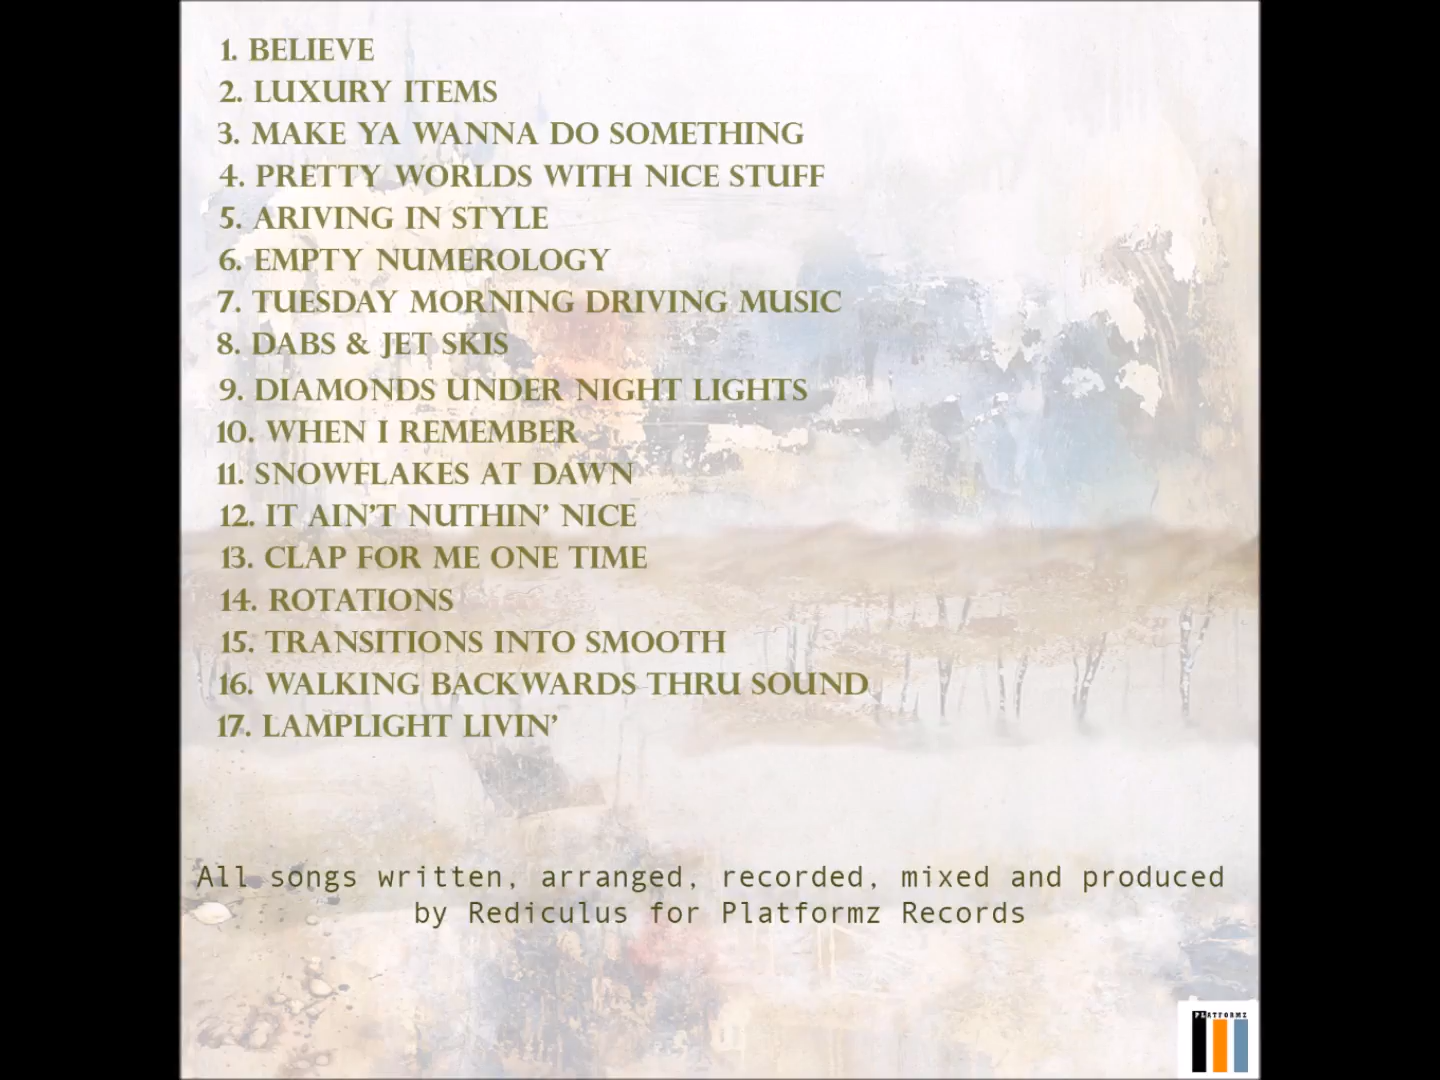 1. BELIEVE
2. LUXURY ITEMS
3. MAKE YA WANNA DO SOMETHING
4. PRETTY WORLDS WITH NICE STUFF
5. ARIVING IN STYLE
6. EMPTY NUMEROLOGY
7. TUESDAY MORNING DRIVING MUSIC
8. DABS & JET SKIS
9. DIAMONDS UNDER NIGHT LIGHTS
10. WHEN I REMEMBER
11. SNOWFLAKES AT DAWN
12. IT AIN'T NUTHIN' NICE
13. CLAP FOR ME ONE TIME
14. ROTATIONS
15. TRANSITIONS INTO SMOOTH
16. WALKING BACKWARDS THRU SOUND
17. LAMPLIGHT LIVIN'
All songs written, arranged, recorded, mixed and produced
by Rediculus for Platformz Records
PLATFORMZ